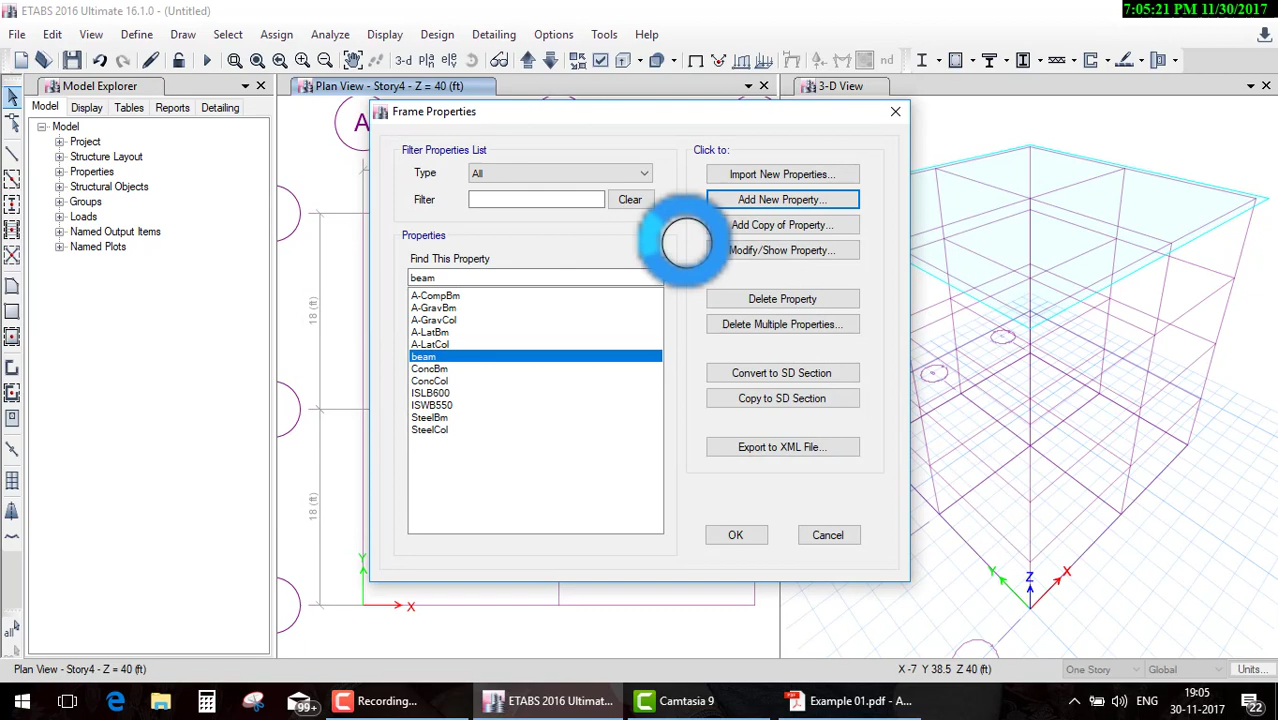 ETABS 2016 Ultimate 16.1.0 - (Untitled)
7:05:21 PM 11/30/2017
File Edit View Define Draw Select Assign Analyze Display Design Detailing Options Tools Help
3-d
Model Explorer
Plan View - Story4 - Z = 40 (ft)
3-D View
Model Display Tables Reports Detailing
Model
Project
Structure Layout
Properties
Structural Objects
Groups
Loads
Named Output Items
Named Plots
all
A
18 (ft)
18 (ft)
Y
X
Frame Properties
Filter Properties List
Type All
Filter Clear
Properties
Find This Property
beam
A-CompBm
A-GravBm
A-GravCol
A-LatBm
A-LatCol
beam
ConcBm
ConcCol
ISLB600
ISWB550
SteelBm
SteelCol
Click to:
Import New Properties...
Add New Property...
Add Copy of Property...
Modify/Show Property...
Delete Property
Delete Multiple Properties...
Convert to SD Section
Copy to SD Section
Export to XML File...
OK Cancel
Y Z X
Plan View - Story4 - Z = 40 (ft)
X -7 Y 38.5 Z 40 (ft)
One Story Global Units...
99+ Recording... ETABS 2016 Ultimat... Camtasia 9 Example 01.pdf - A...
ENG
19:05
30-11-2017
22